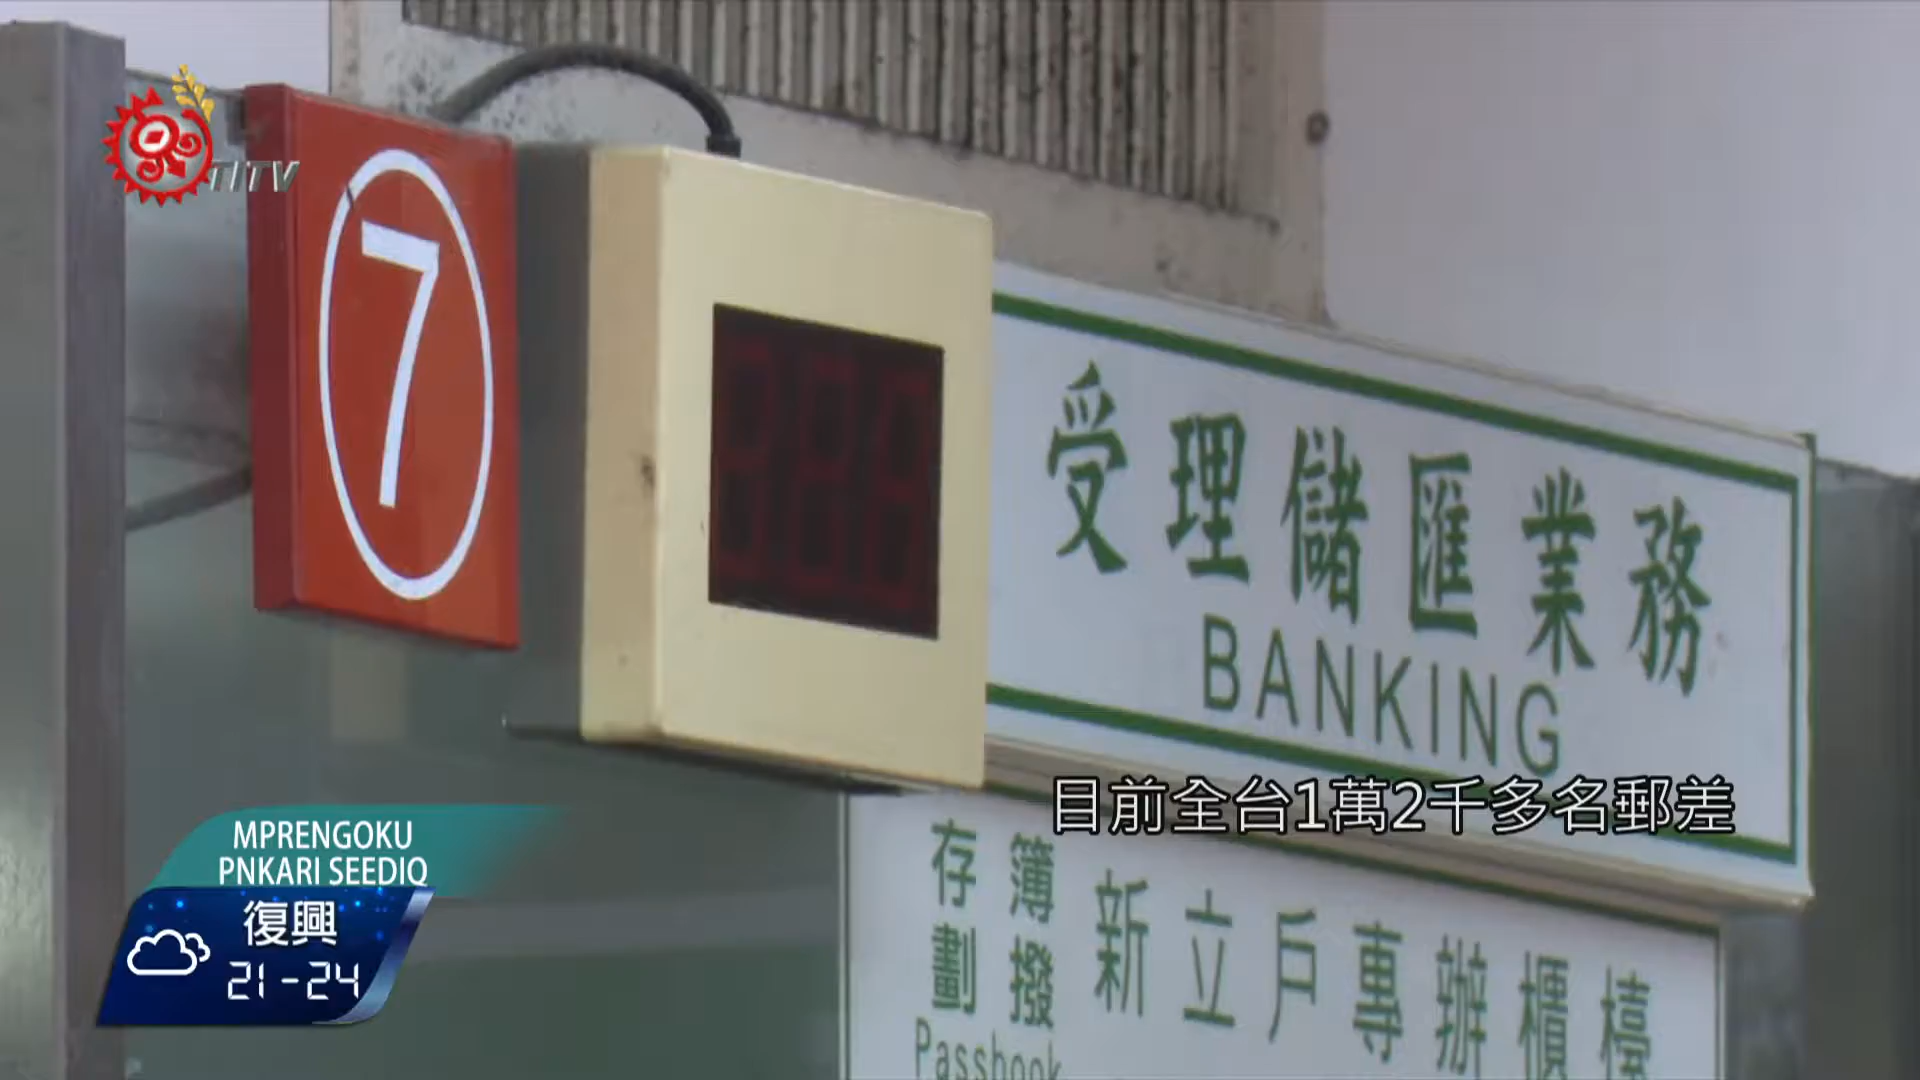 TITV
7
受理儲匯業務
BANKING
目前全台1萬2千多名郵差
存簿
劃撥
新立戶專辦櫃檯
Passbook
MPRENGOKU
PNKARI SEEDIQ
復興
21-24